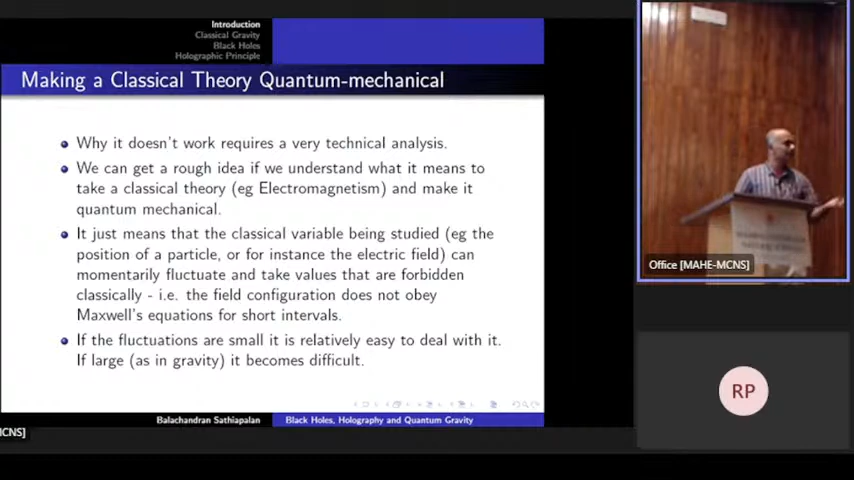 Introduction
Classical Gravity
Black Holes
Holographic Principle
Making a Classical Theory Quantum-mechanical
Why it doesn't work requires a very technical analysis.
We can get a rough idea if we understand what it means to
take a classical theory (eg Electromagnetism) and make it
quantum mechanical.
It just means that the classical variable being studied (eg the
position of a particle, or for instance the electric field) can
momentarily fluctuate and take values that are forbidden
classically - i.e. the field configuration does not obey
Maxwell's equations for short intervals.
If the fluctuations are small it is relatively easy to deal with it.
If large (as in gravity) it becomes difficult.
Balachandran Sathiapalan
Black Holes, Holography and Quantum Gravity
MCNS]
Office [MAHE-MCNS]
RP